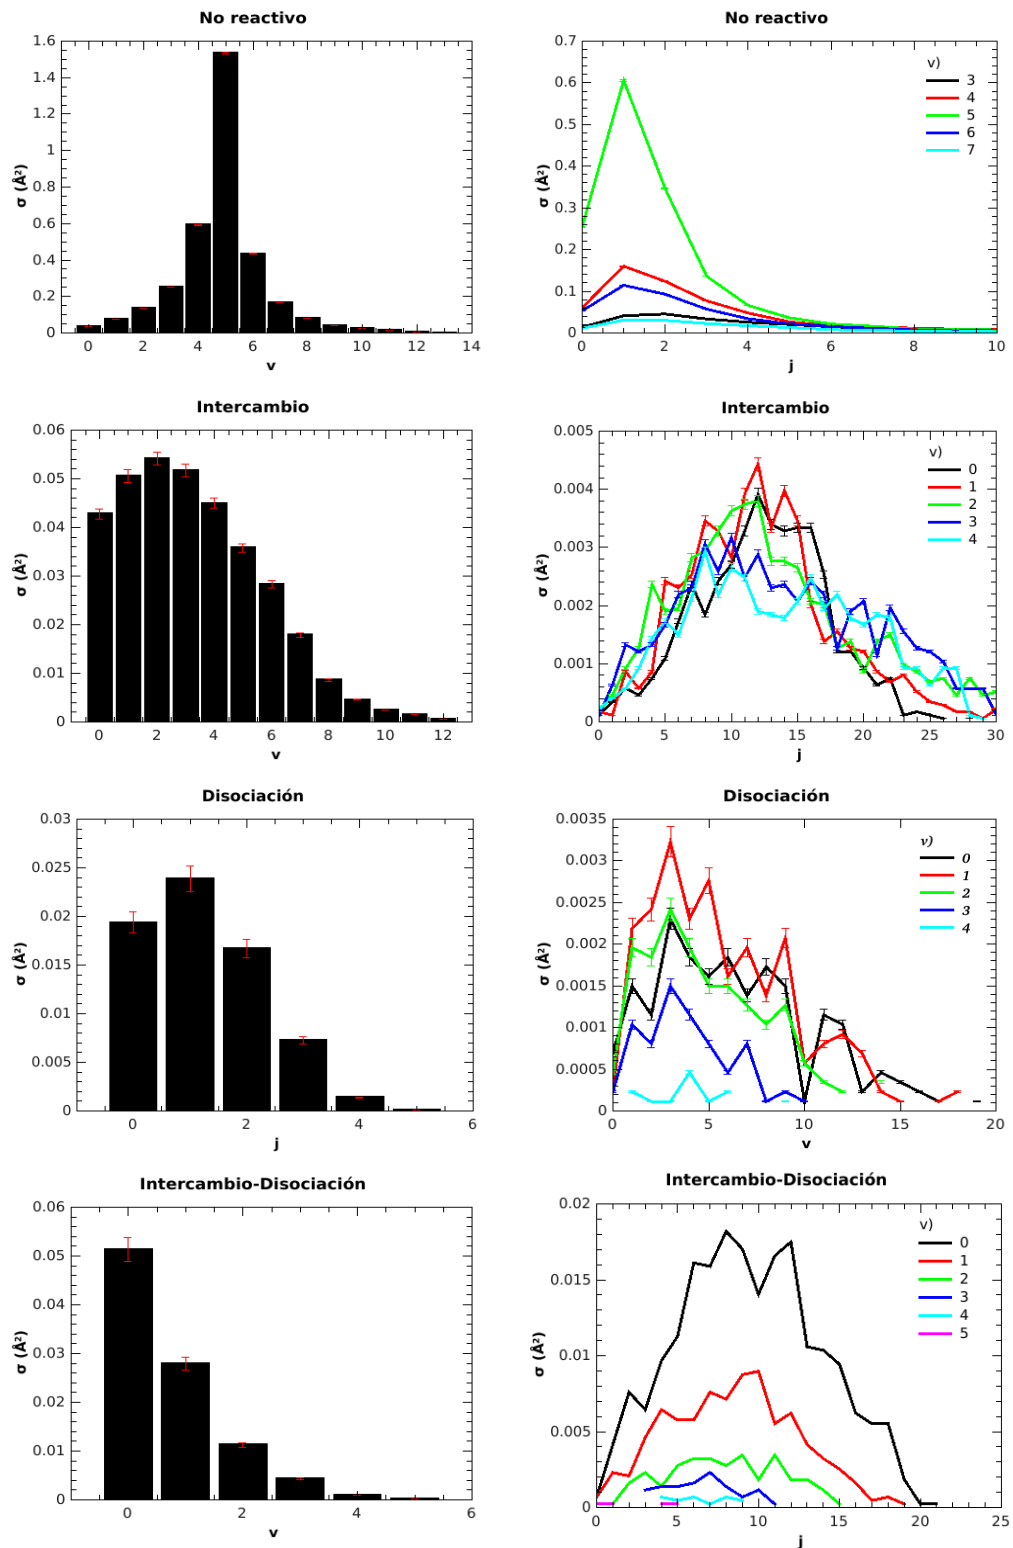 No reactivo
1.6
1.4
1.2
1
0.8
0.6
0.4
0.2
0
σ (Å²)
0 2 4 6 8 10 12 14
v
No reactivo
0.7
0.6
0.5
0.4
0.3
0.2
0.1
0
σ (Å²)
v)
3
4
5
6
7
0 2 4 6 8 10
j
Intercambio
0.06
0.05
0.04
0.03
0.02
0.01
0
σ (Å²)
0 2 4 6 8 10 12
v
Intercambio
0.005
0.004
0.003
0.002
0.001
0
σ (Å²)
v)
0
1
2
3
4
0 5 10 15 20 25 30
j
Disociación
0.03
0.025
0.02
0.015
0.01
0.005
0
σ (Å²)
0 2 4 6
j
Disociación
0.0035
0.003
0.0025
0.002
0.0015
0.001
0.0005
0
σ (Å²)
v)
0
1
2
3
4
0 5 10 15 20
v
Intercambio-Disociación
0.06
0.05
0.04
0.03
0.02
0.01
0
σ (Å²)
0 2 4 6
v
Intercambio-Disociación
0.02
0.015
0.01
0.005
0
σ (Å²)
v)
0
1
2
3
4
5
0 5 10 15 20 25
j